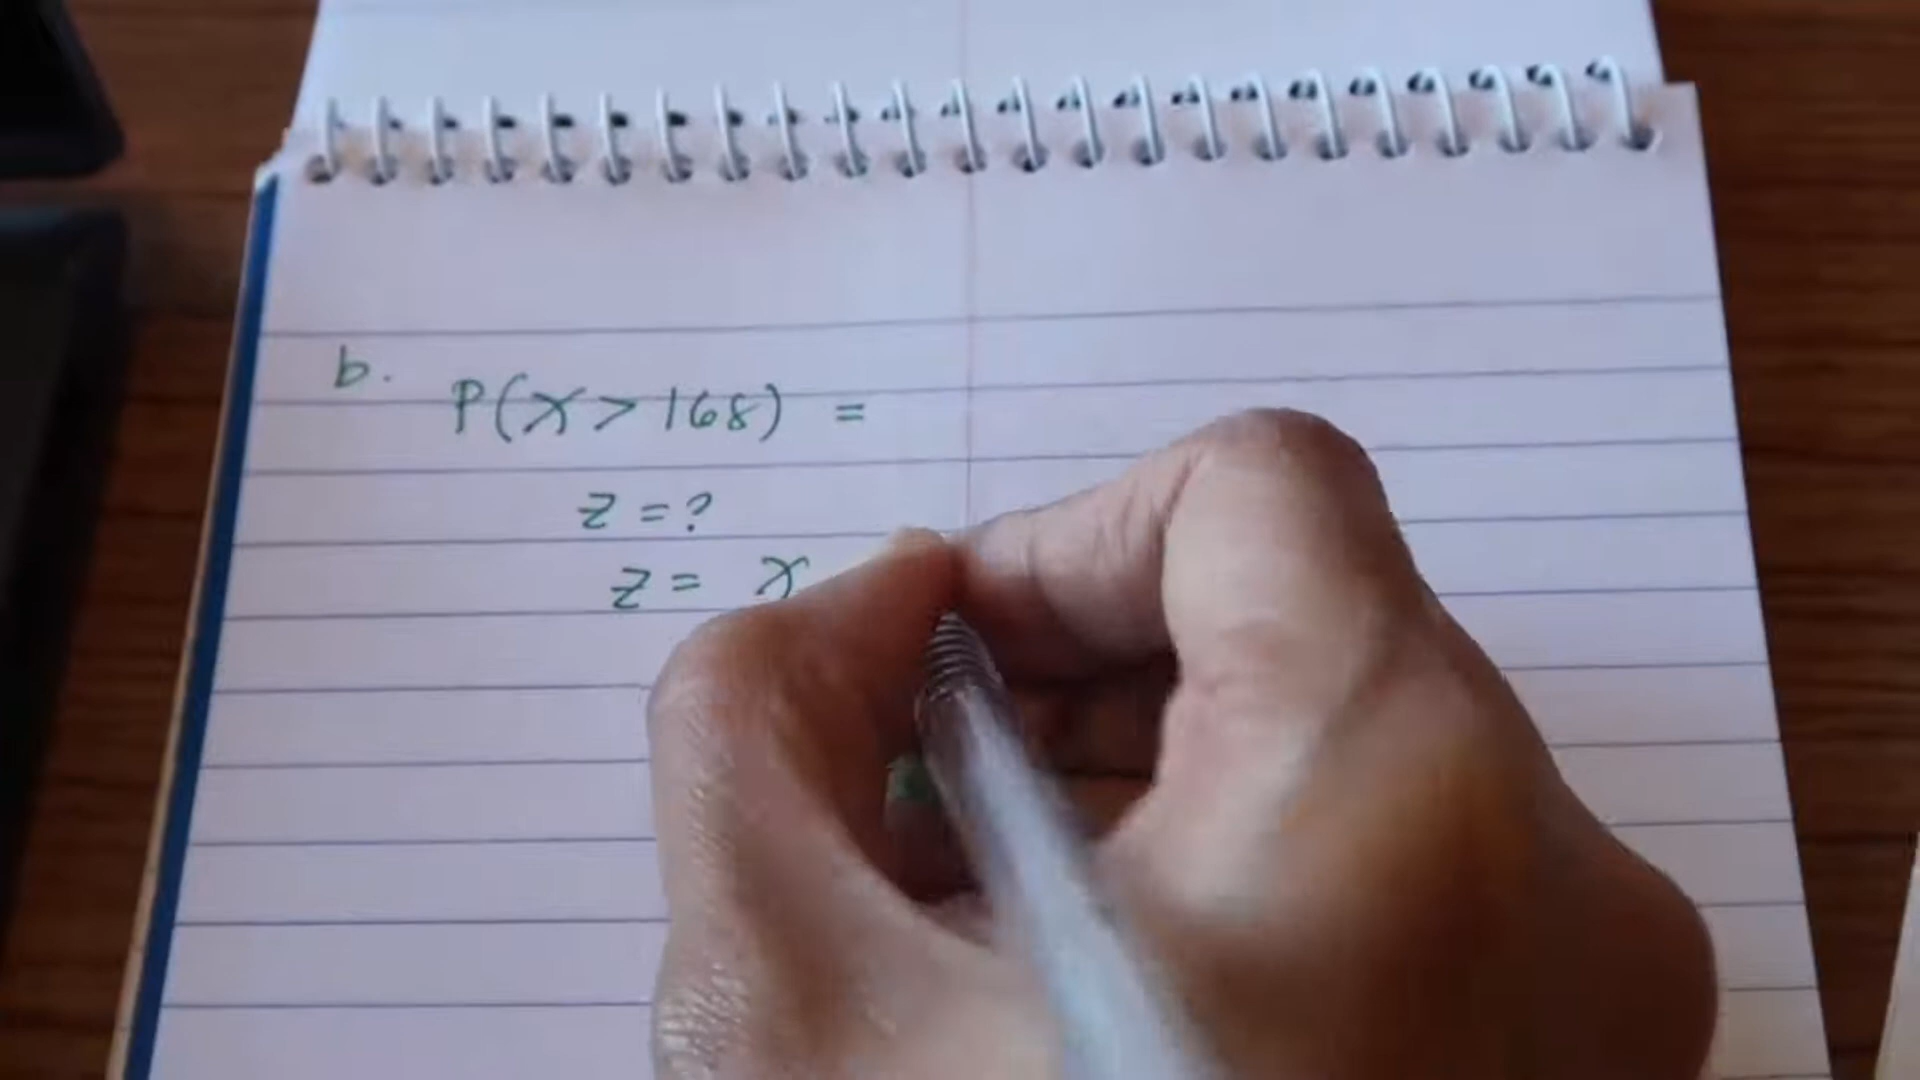 b.
P(X > 168) =
z = ?
z = x